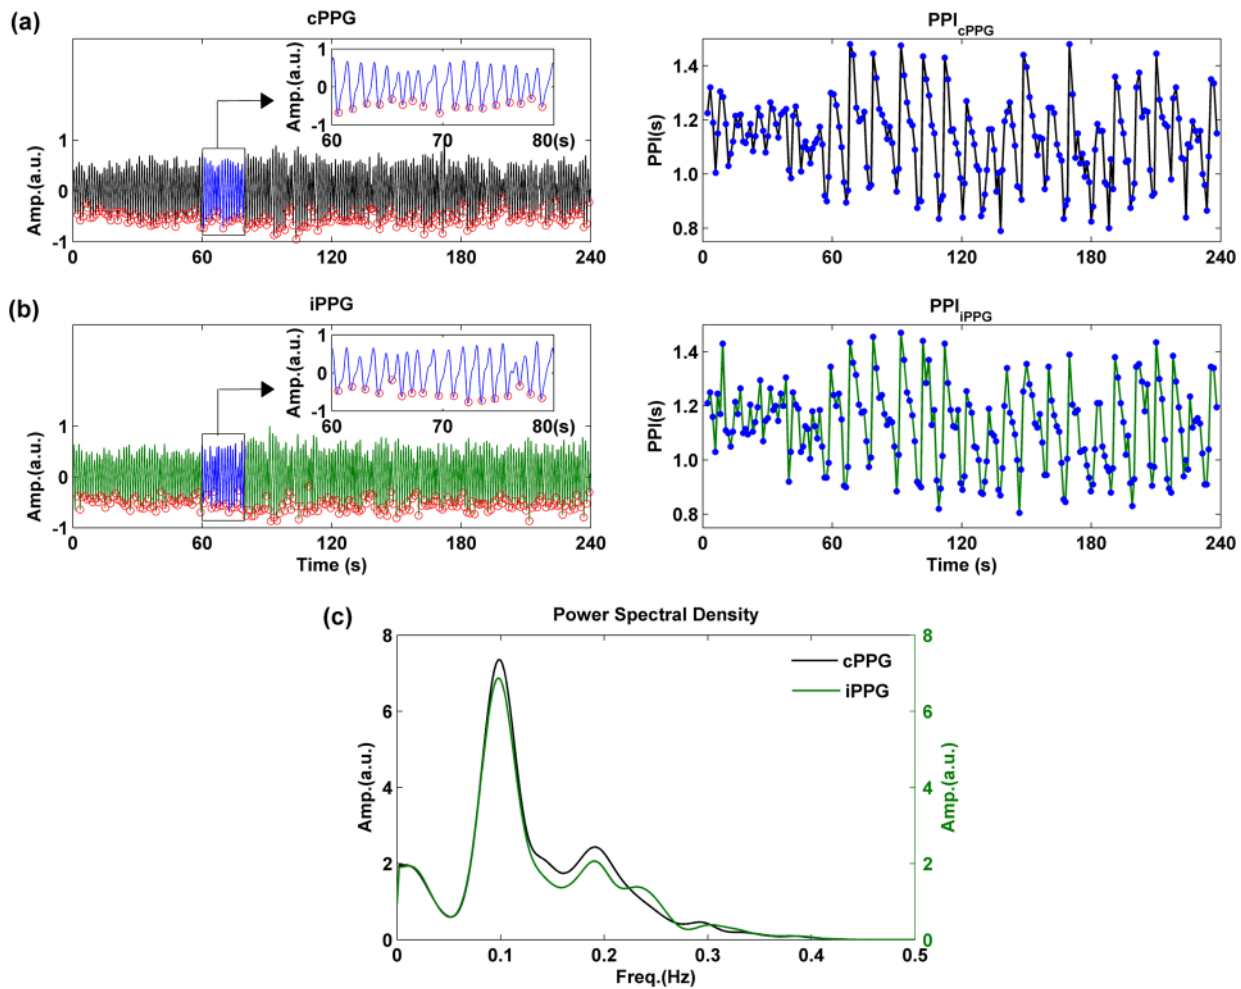 (a)
cPPG
Amp.(a.u.)
1
0
-1
0 60 120 180 240
Amp.(a.u.)
1
0
-1
60 70 80(s)
PPI_cPPG
PPI(s)
1.4
1.2
1.0
0.8
0 60 120 180 240
(b)
iPPG
Amp.(a.u.)
1
0
-1
0 60 120 180 240
Time (s)
Amp.(a.u.)
1
0
-1
60 70 80(s)
PPI_iPPG
PPI(s)
1.4
1.2
1.0
0.8
0 60 120 180 240
Time (s)
(c)
Power Spectral Density
Amp.(a.u.)
8
6
4
2
0
cPPG
iPPG
8
6
4
2
0
Amp.(a.u.)
0 0.1 0.2 0.3 0.4 0.5
Freq.(Hz)